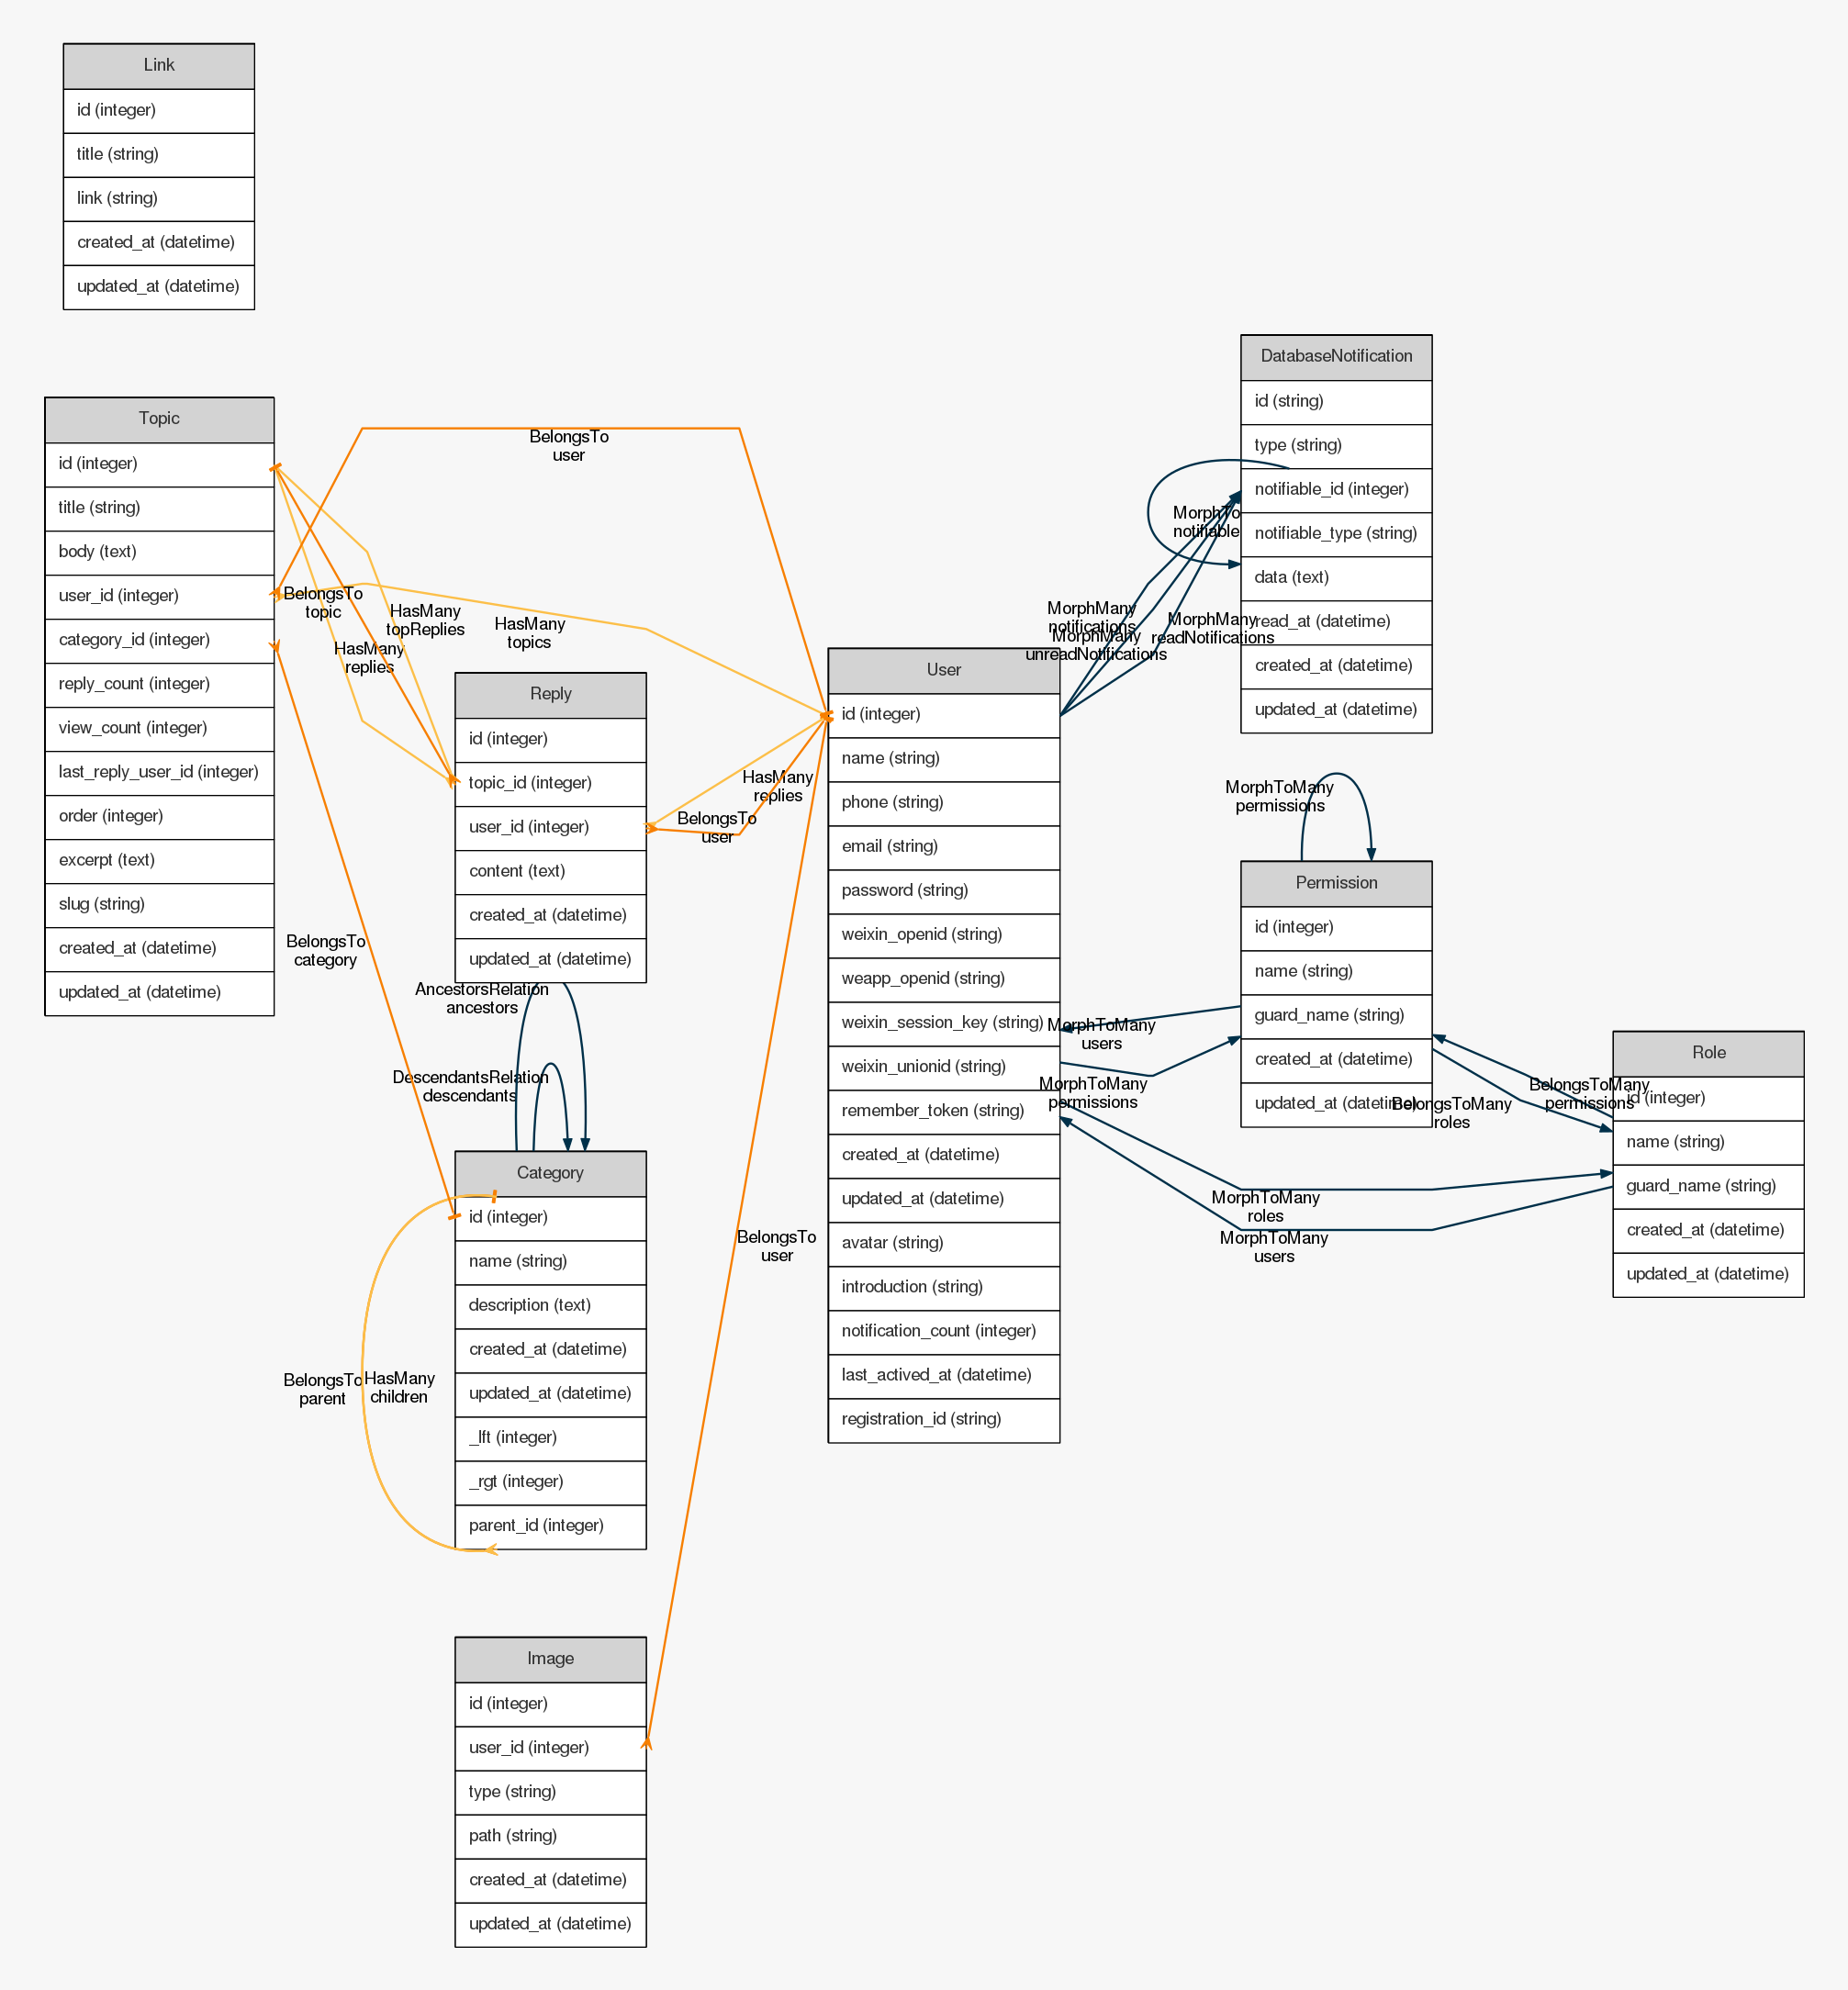 Link
id (integer)
title (string)
link (string)
created_at (datetime)
updated_at (datetime)
Topic
id (integer)
title (string)
body (text)
user_id (integer)
category_id (integer)
reply_count (integer)
view_count (integer)
last_reply_user_id (integer)
order (integer)
excerpt (text)
slug (string)
created_at (datetime)
updated_at (datetime)
BelongsTo
user
BelongsTo
topic
HasMany
topReplies
HasMany
replies
HasMany
topics
BelongsTo
category
Reply
id (integer)
topic_id (integer)
user_id (integer)
content (text)
created_at (datetime)
updated_at (datetime)
HasMany
replies
BelongsTo
user
AncestorsRelation
ancestors
DescendantsRelation
descendants
Category
id (integer)
name (string)
description (text)
created_at (datetime)
updated_at (datetime)
_lft (integer)
_rgt (integer)
parent_id (integer)
BelongsTo
parent
HasMany
children
BelongsTo
user
Image
id (integer)
user_id (integer)
type (string)
path (string)
created_at (datetime)
updated_at (datetime)
User
id (integer)
name (string)
phone (string)
email (string)
password (string)
weixin_openid (string)
weapp_openid (string)
weixin_session_key (string)
weixin_unionid (string)
remember_token (string)
created_at (datetime)
updated_at (datetime)
avatar (string)
introduction (string)
notification_count (integer)
last_actived_at (datetime)
registration_id (string)
MorphMany
notifications
MorphMany
unreadNotifications
MorphMany
readNotifications
MorphTo
notifiable
DatabaseNotification
id (string)
type (string)
notifiable_id (integer)
notifiable_type (string)
data (text)
read_at (datetime)
created_at (datetime)
updated_at (datetime)
MorphToMany
permissions
Permission
id (integer)
name (string)
guard_name (string)
created_at (datetime)
updated_at (datetime)
MorphToMany
users
MorphToMany
permissions
BelongsToMany
roles
BelongsToMany
permissions
MorphToMany
roles
MorphToMany
users
Role
id (integer)
name (string)
guard_name (string)
created_at (datetime)
updated_at (datetime)